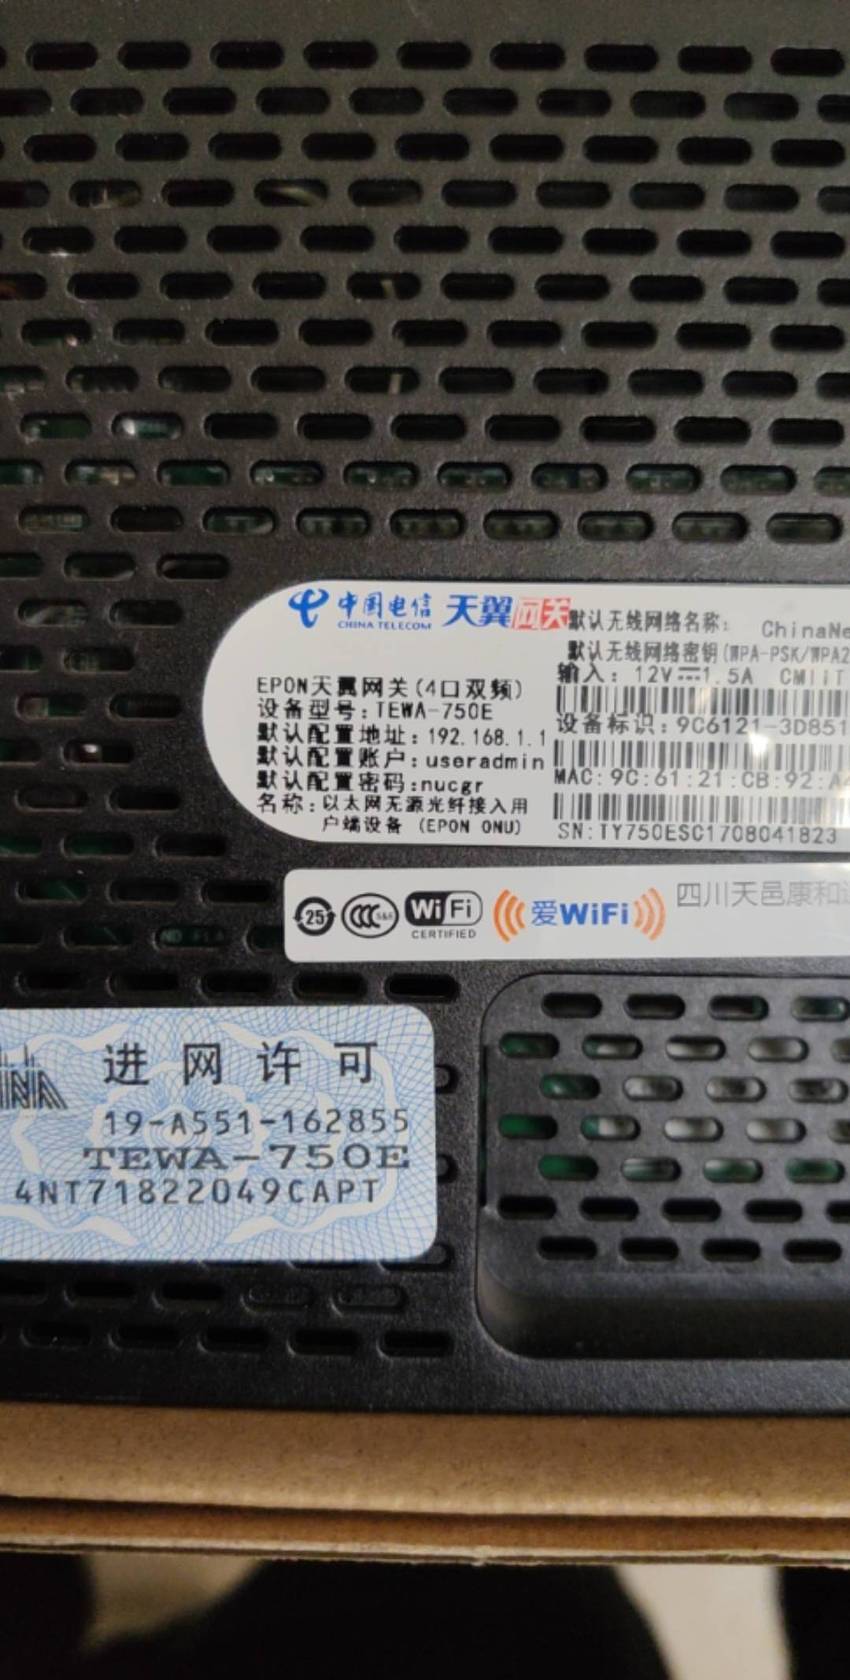 中国电信
CHINA TELECOM
天翼网关
EPON天翼网关(4口双频)
设备型号:TEWA-750E
默认配置地址:192.168.1.1
默认配置账户:useradmin
默认配置密码:nucgr
名称:以太网无源光纤接入用
户端设备 (EPON ONU)
默认无线网络名称: ChinaNe
默认无线网络密钥(WPA-PSK/WPA2
输入: 12V 1.5A CMIIT
设备标识:9C6121-3D851
MAC:9C:61:21:CB:92:A4
SN:TY750ESC1708041823
25
CCC S&E
WiFi
CERTIFIED
爱WiFi
四川天邑康和
进网许可
19-A551-162855
TEWA-750E
4NT71822049CAPT